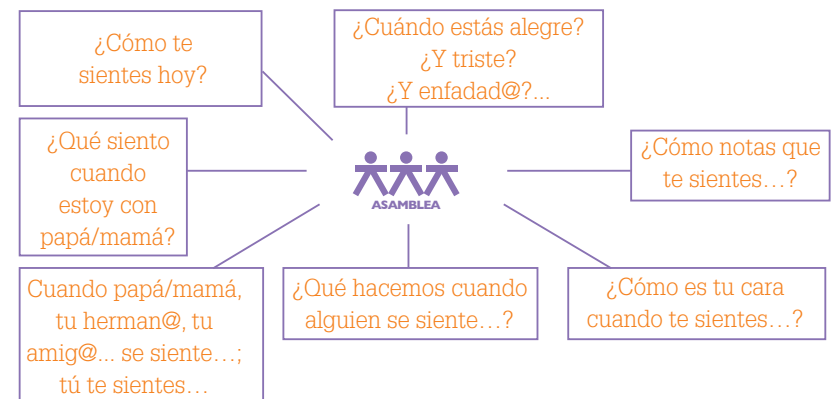 ¿Cómo te
sientes hoy?
¿Cuándo estás alegre?
¿Y triste?
¿Y enfadad@?...
¿Qué siento
cuando
estoy con
papá/mamá?
ASAMBLEA
¿Cómo notas que
te sientes…?
Cuando papá/mamá,
tu herman@, tu
amig@... se siente…;
tú te sientes…
¿Qué hacemos cuando
alguien se siente…?
¿Cómo es tu cara
cuando te sientes…?